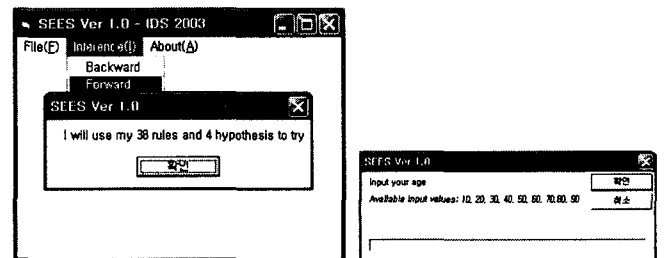 SEES Ver 1.0 - IDS 2003
File(F) Inference(I) About(A)
Backward
Forward
SEES Ver 1.0
I will use my 38 rules and 4 hypothesis to try
확인
SEES Ver 1.0
Input your age
확인
Available input values: 10, 20, 30, 40, 50, 60, 70,80, 90
취소